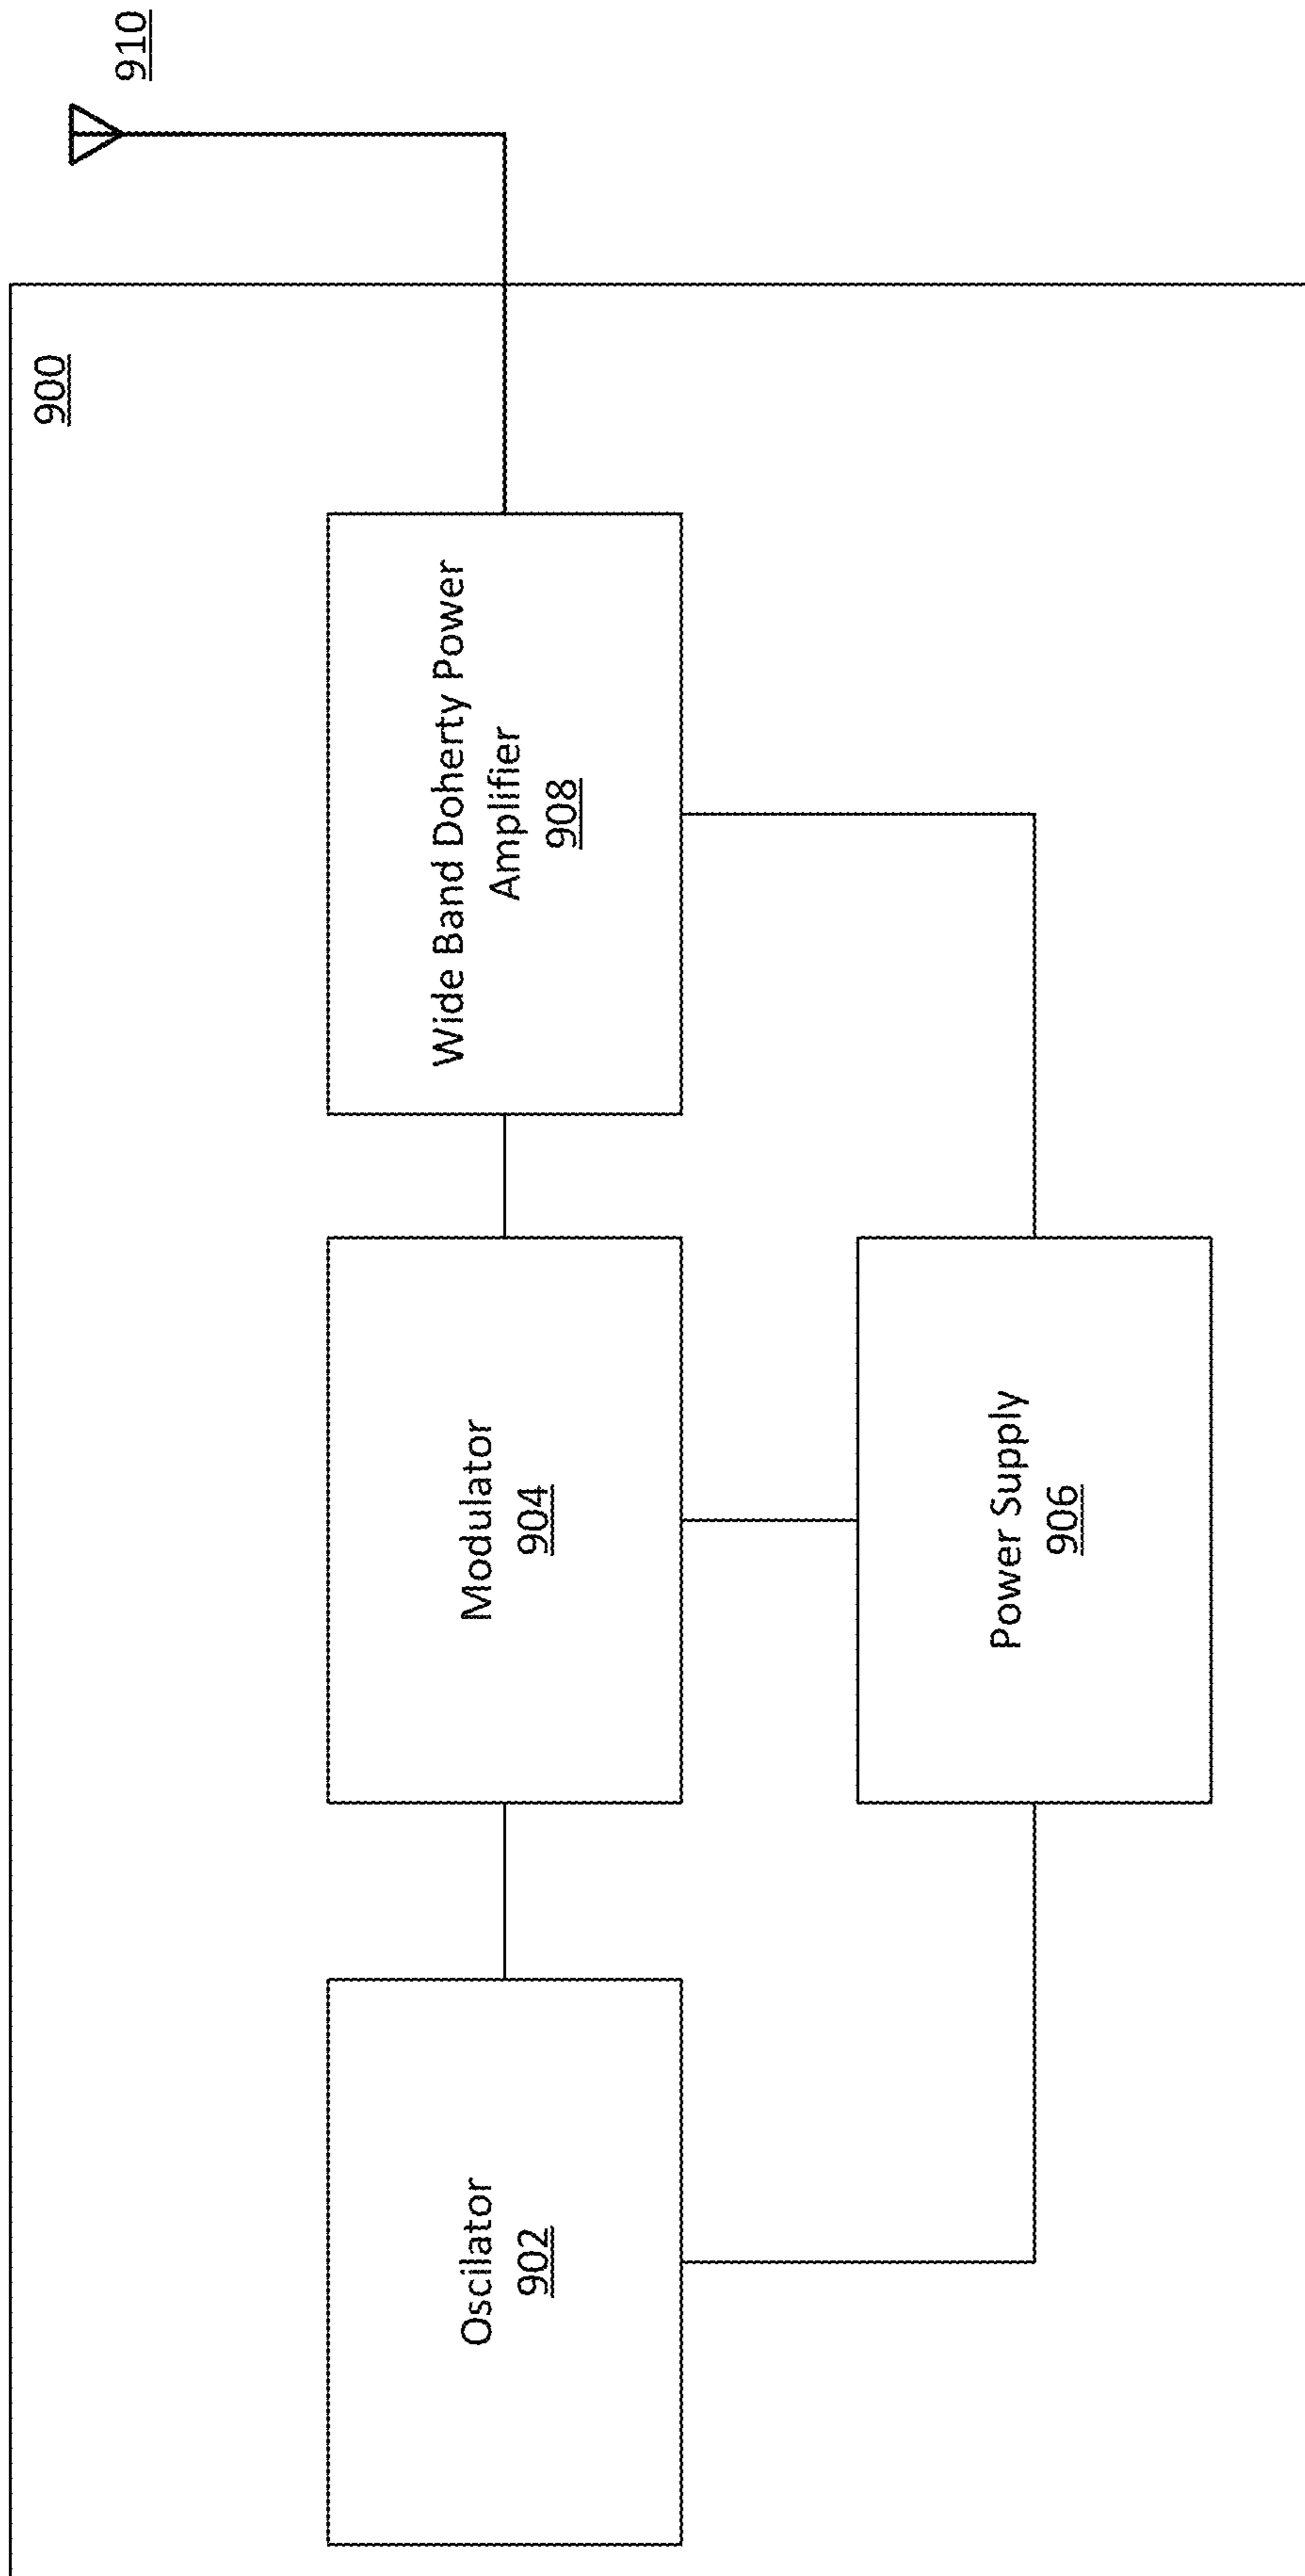 910
900
Oscilator
902
Modulator
904
Wide Band Doherty Power
Amplifier
908
Power Supply
906